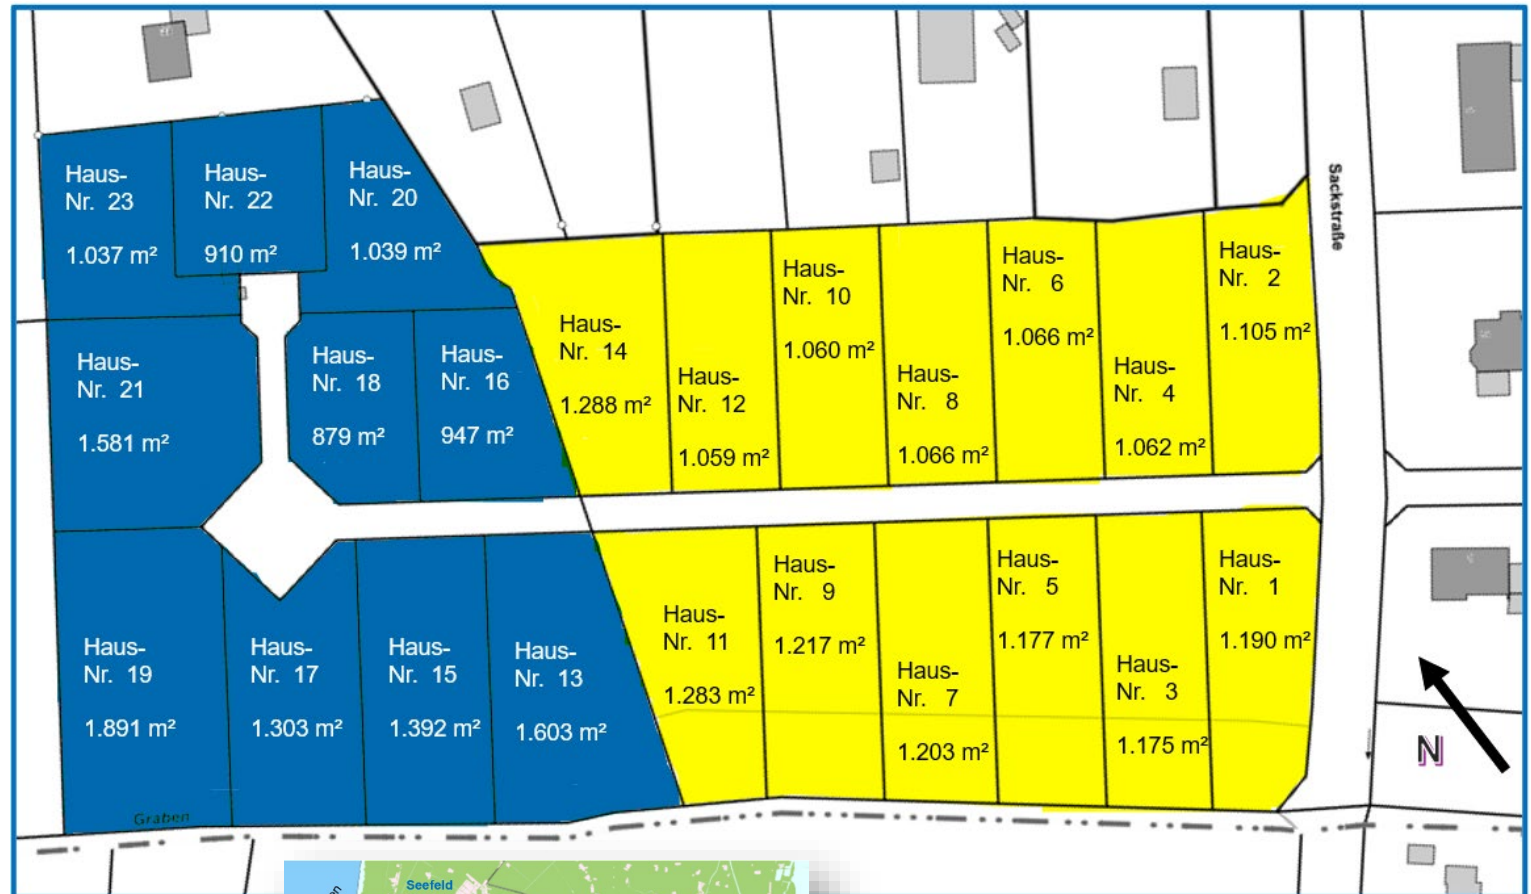 Haus-
Nr. 23
1.037 m²
Haus-
Nr. 22
910 m²
Haus-
Nr. 20
1.039 m²
Haus-
Nr. 21
1.581 m²
Haus-
Nr. 18
879 m²
Haus-
Nr. 16
947 m²
Haus-
Nr. 14
1.288 m²
Haus-
Nr. 12
1.059 m²
Haus-
Nr. 10
1.060 m²
Haus-
Nr. 8
1.066 m²
Haus-
Nr. 6
1.066 m²
Haus-
Nr. 4
1.062 m²
Haus-
Nr. 2
1.105 m²
Sackstraße
Haus-
Nr. 19
1.891 m²
Haus-
Nr. 17
1.303 m²
Haus-
Nr. 15
1.392 m²
Haus-
Nr. 13
1.603 m²
Haus-
Nr. 11
1.283 m²
Haus-
Nr. 9
1.217 m²
Haus-
Nr. 7
1.203 m²
Haus-
Nr. 5
1.177 m²
Haus-
Nr. 3
1.175 m²
Haus-
Nr. 1
1.190 m²
N
Graben
Seefeld